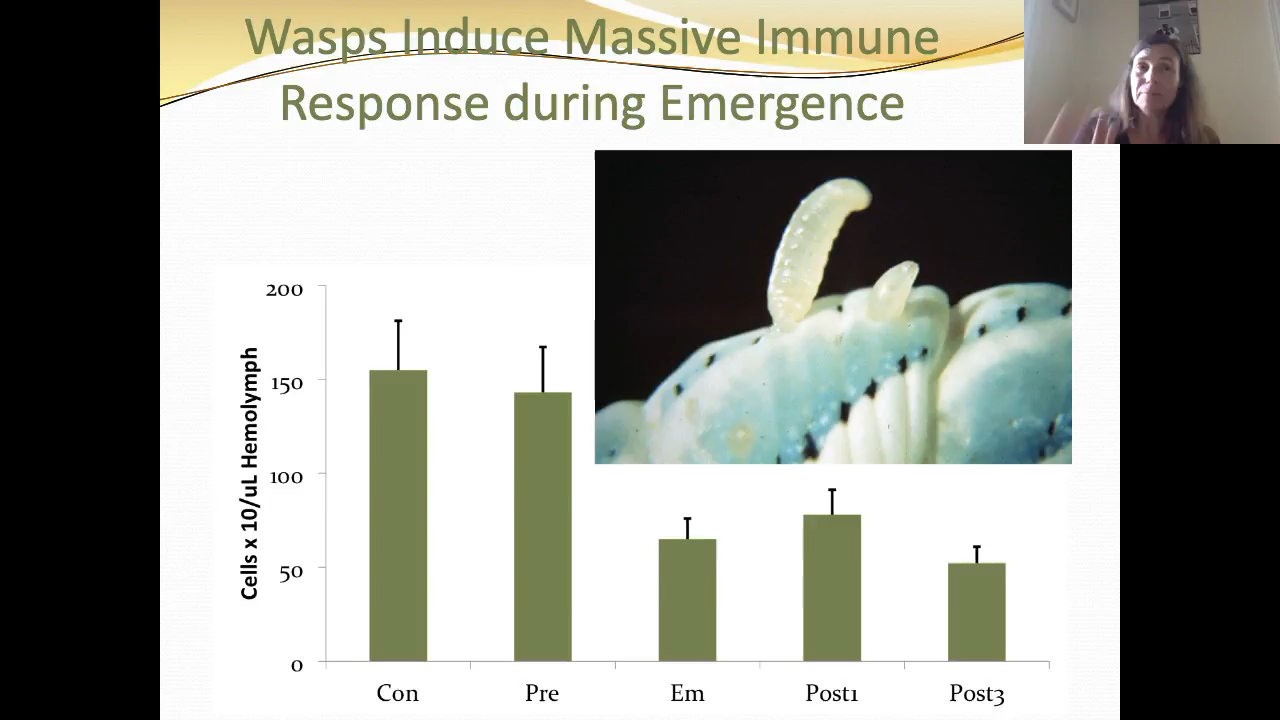 Wasps Induce Massive Immune
Response during Emergence
200
150
100
50
0
Cells x 10/uL Hemolymph
Con
Pre
Em
Post1
Post3